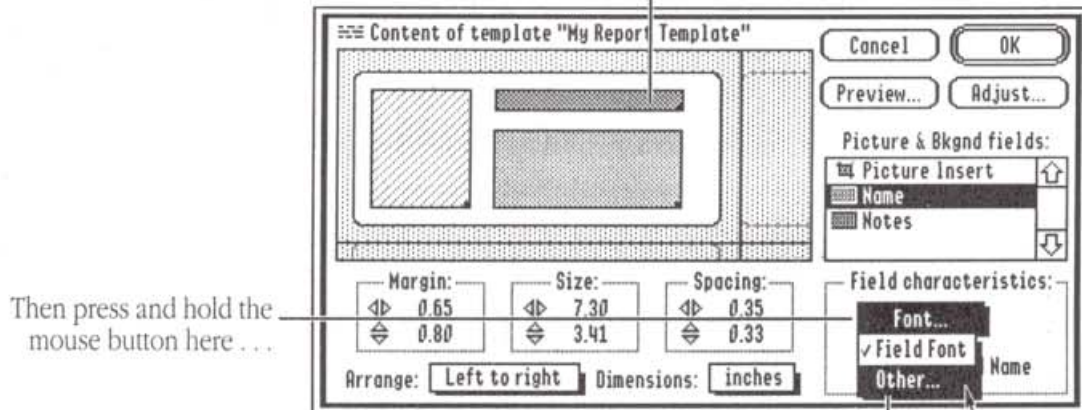 Content of template "My Report Template"
Cancel
OK
Preview...
Adjust...
Picture & Bkgnd fields:
Picture Insert
Name
Notes
Margin:
0.65
0.80
Size:
7.30
3.41
Spacing:
0.35
0.33
Field characteristics:
Font...
✓Field Font
Other...
Name
Arrange: Left to right
Dimensions: inches
Then press and hold the
mouse button here . . .